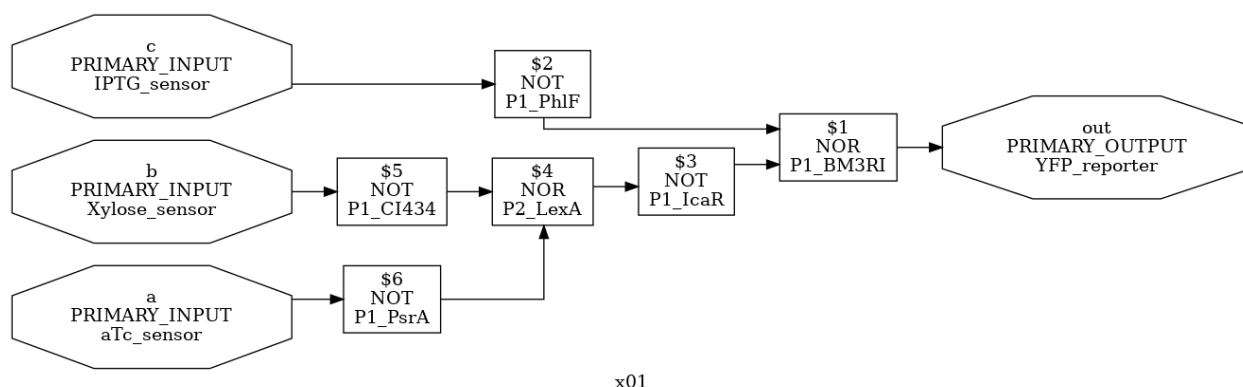 c
PRIMARY_INPUT
IPTG_sensor
$2
NOT
P1_PhlF
$1
NOR
P1_BM3RI
out
PRIMARY_OUTPUT
YFP_reporter
b
PRIMARY_INPUT
Xylose_sensor
$5
NOT
P1_CI434
$4
NOR
P2_LexA
$3
NOT
P1_IcaR
a
PRIMARY_INPUT
aTc_sensor
$6
NOT
P1_PsrA
x01